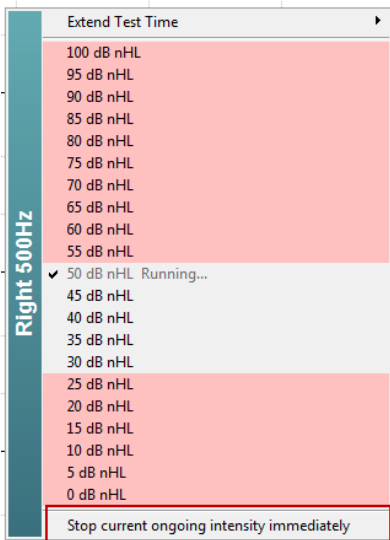 Right 500Hz
Extend Test Time
100 dB nHL
95 dB nHL
90 dB nHL
85 dB nHL
80 dB nHL
75 dB nHL
70 dB nHL
65 dB nHL
60 dB nHL
55 dB nHL
50 dB nHL Running...
45 dB nHL
40 dB nHL
35 dB nHL
30 dB nHL
25 dB nHL
20 dB nHL
15 dB nHL
10 dB nHL
5 dB nHL
0 dB nHL
Stop current ongoing intensity immediately